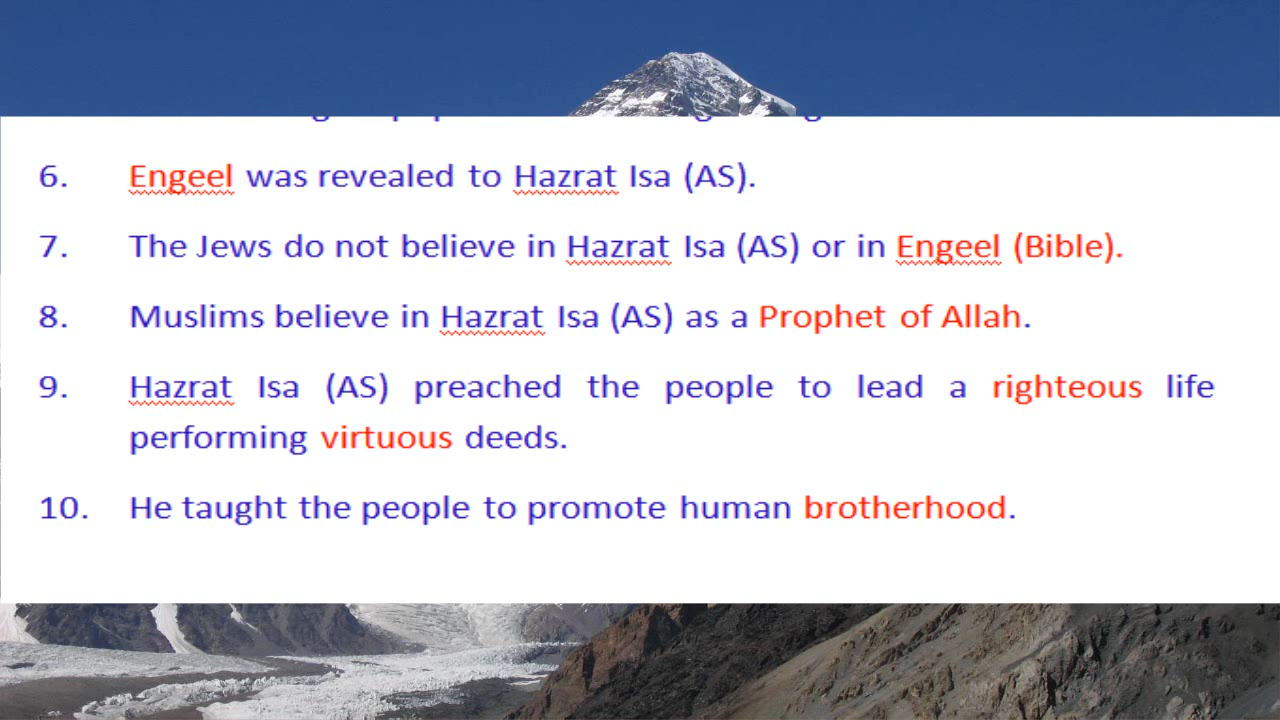 6. Engeel was revealed to Hazrat Isa (AS).
7. The Jews do not believe in Hazrat Isa (AS) or in Engeel (Bible).
8. Muslims believe in Hazrat Isa (AS) as a Prophet of Allah.
9. Hazrat Isa (AS) preached the people to lead a righteous life
performing virtuous deeds.
10. He taught the people to promote human brotherhood.